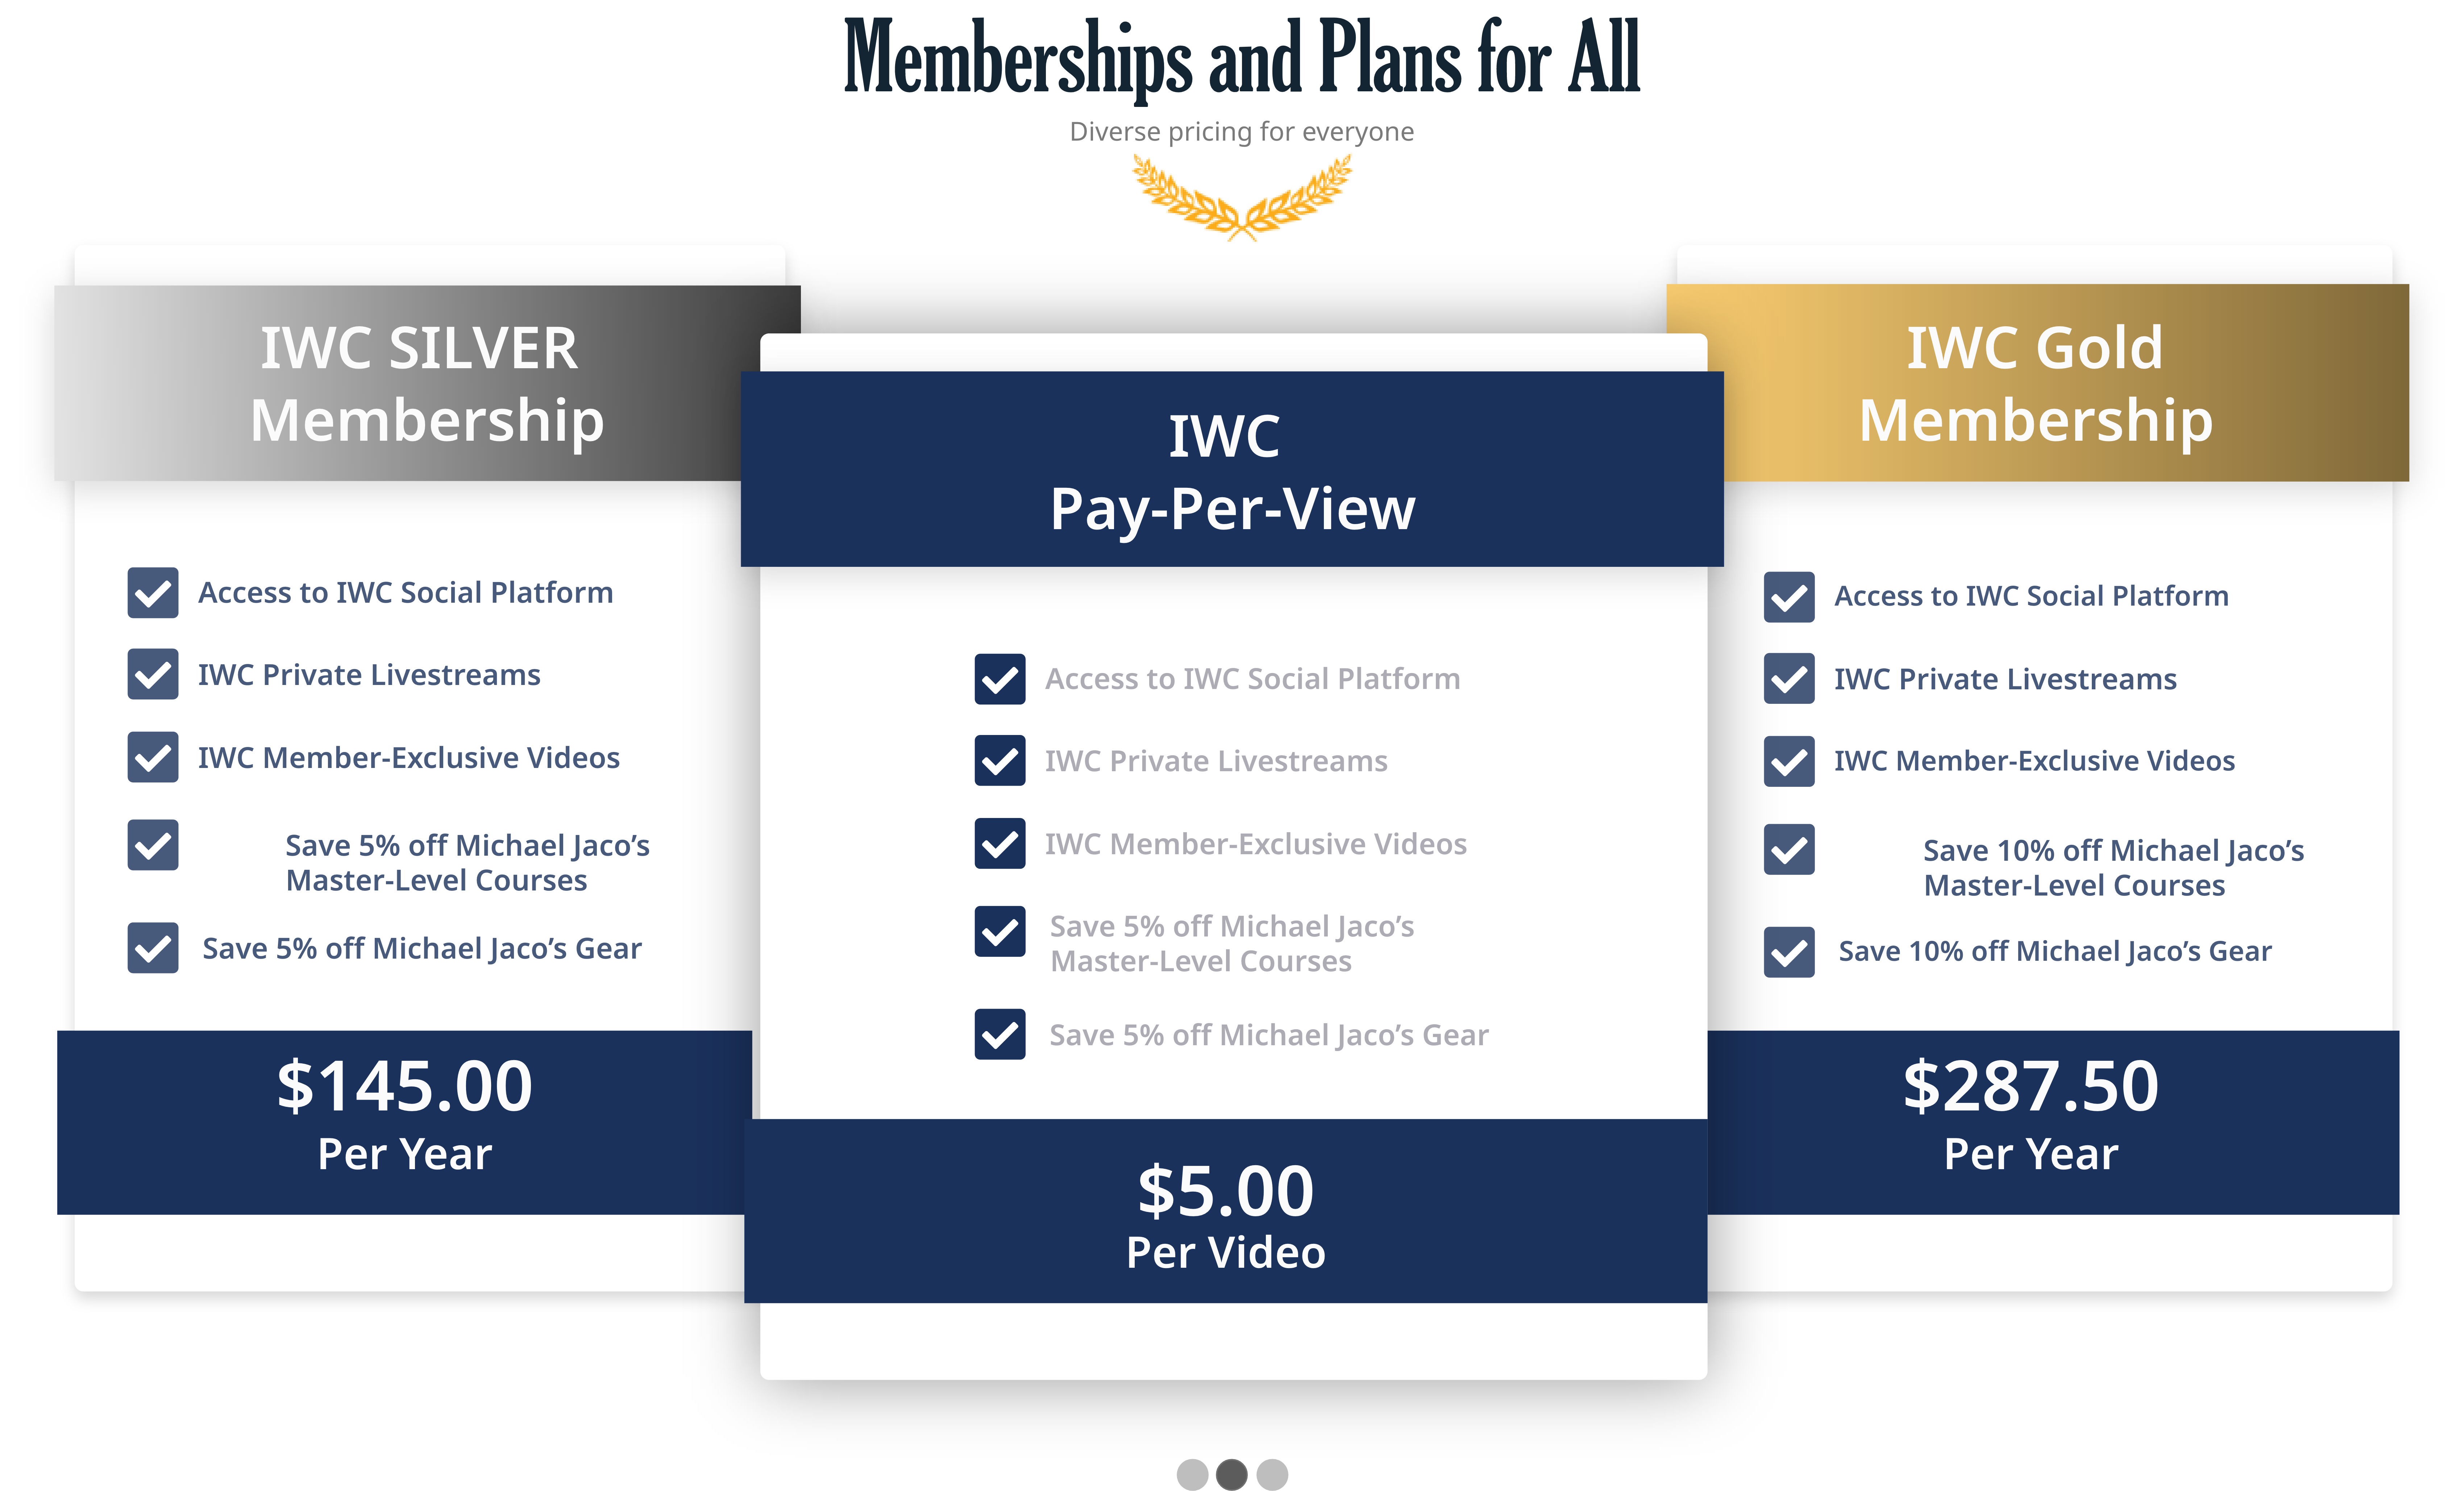 Memberships and Plans for All
Diverse pricing for everyone
IWC SILVER
Membership
Access to IWC Social Platform
IWC Private Livestreams
IWC Member-Exclusive Videos
Save 5% off Michael Jaco’s
Master-Level Courses
Save 5% off Michael Jaco’s Gear
$145.00
Per Year
IWC
Pay-Per-View
Access to IWC Social Platform
IWC Private Livestreams
IWC Member-Exclusive Videos
Save 5% off Michael Jaco’s
Master-Level Courses
Save 5% off Michael Jaco’s Gear
$5.00
Per Video
IWC Gold
Membership
Access to IWC Social Platform
IWC Private Livestreams
IWC Member-Exclusive Videos
Save 10% off Michael Jaco’s
Master-Level Courses
Save 10% off Michael Jaco’s Gear
$287.50
Per Year